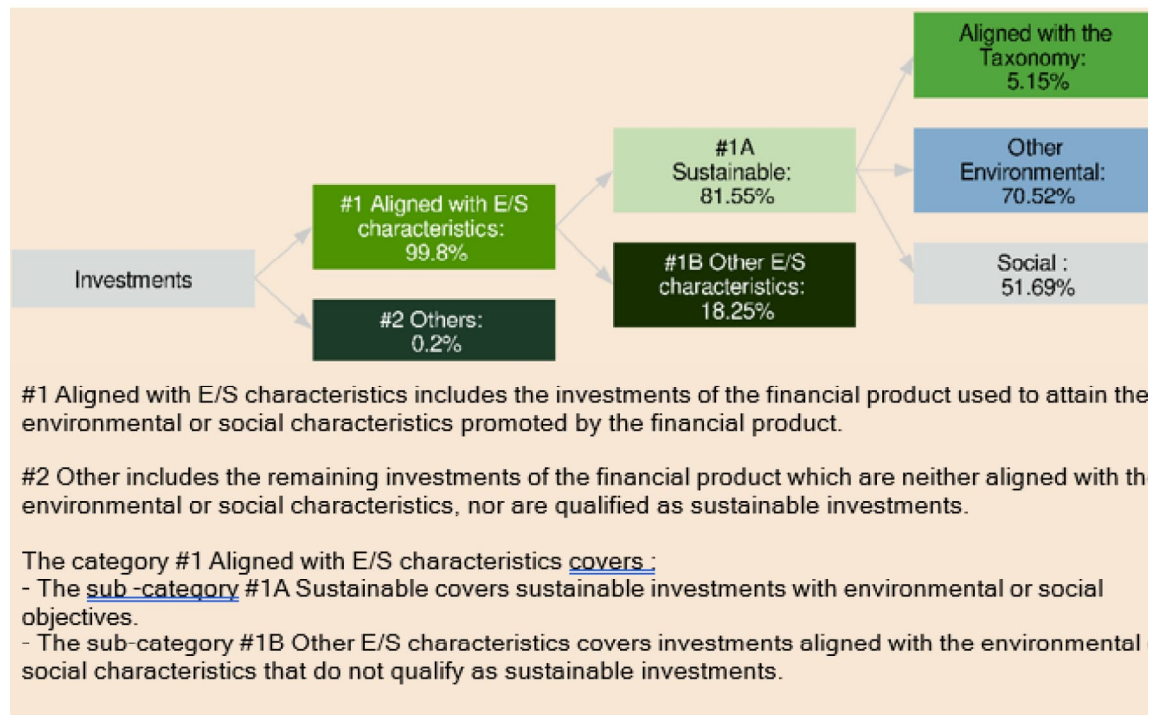 Aligned with the
Taxonomy:
5.15%
#1A
Sustainable:
81.55%
Other
Environmental:
70.52%
#1 Aligned with E/S
characteristics:
99.8%
Investments
#1B Other E/S
characteristics:
18.25%
Social :
51.69%
#2 Others:
0.2%
#1 Aligned with E/S characteristics includes the investments of the financial product used to attain the
environmental or social characteristics promoted by the financial product.
#2 Other includes the remaining investments of the financial product which are neither aligned with th
environmental or social characteristics, nor are qualified as sustainable investments.
The category #1 Aligned with E/S characteristics covers :
- The sub -category #1A Sustainable covers sustainable investments with environmental or social
objectives.
- The sub-category #1B Other E/S characteristics covers investments aligned with the environmental
social characteristics that do not qualify as sustainable investments.